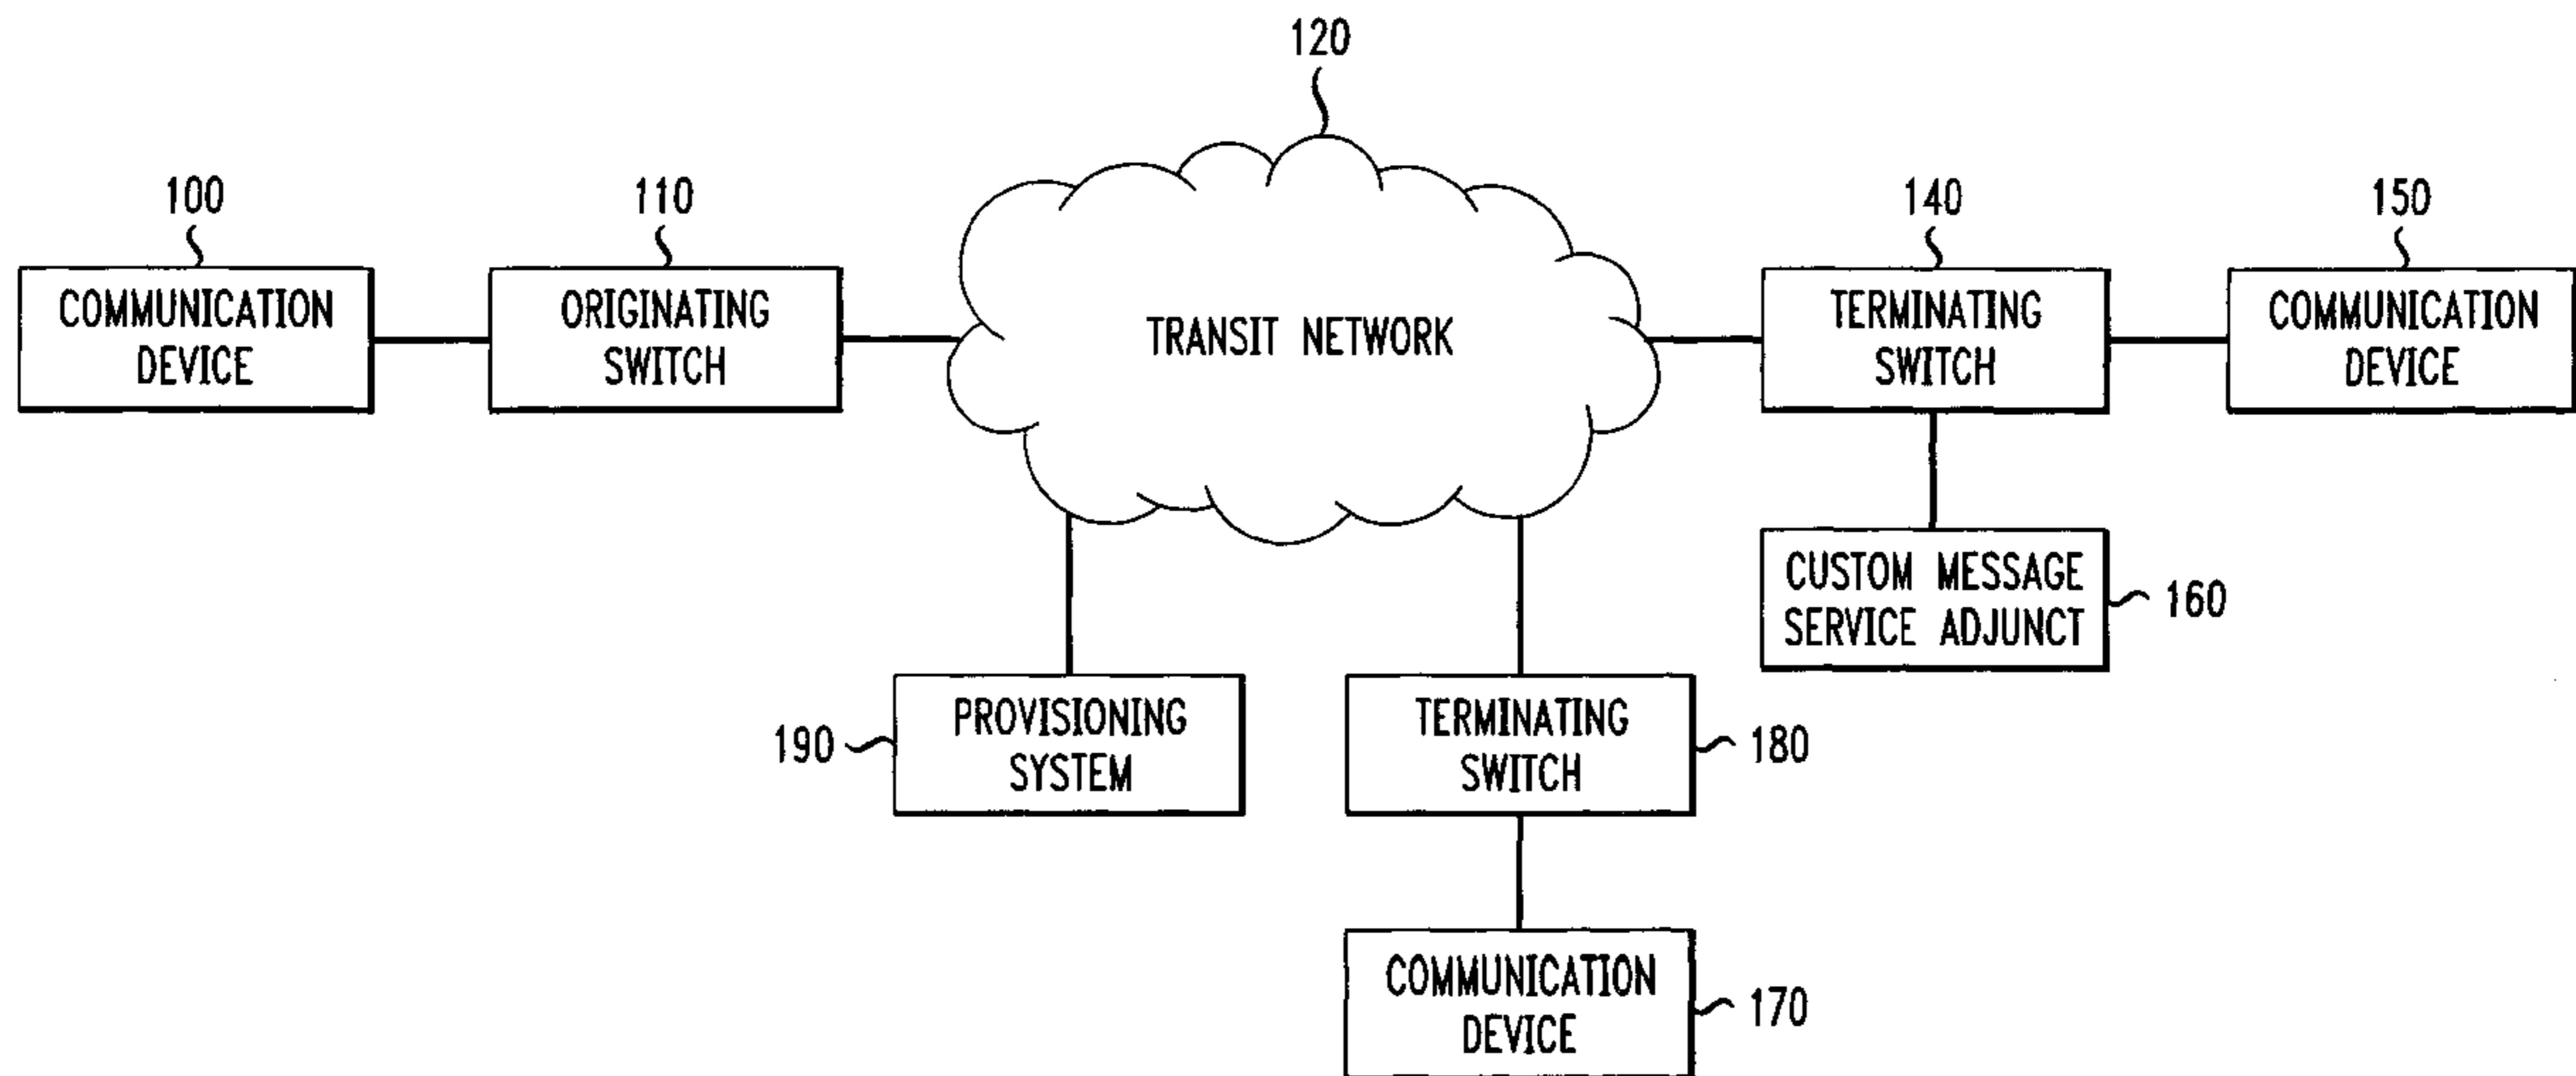 120
100
110
140
150
COMMUNICATION
DEVICE
ORIGINATING
SWITCH
TRANSIT NETWORK
TERMINATING
SWITCH
COMMUNICATION
DEVICE
CUSTOM MESSAGE
SERVICE ADJUNCT
160
190
PROVISIONING
SYSTEM
TERMINATING
SWITCH
180
COMMUNICATION
DEVICE
170